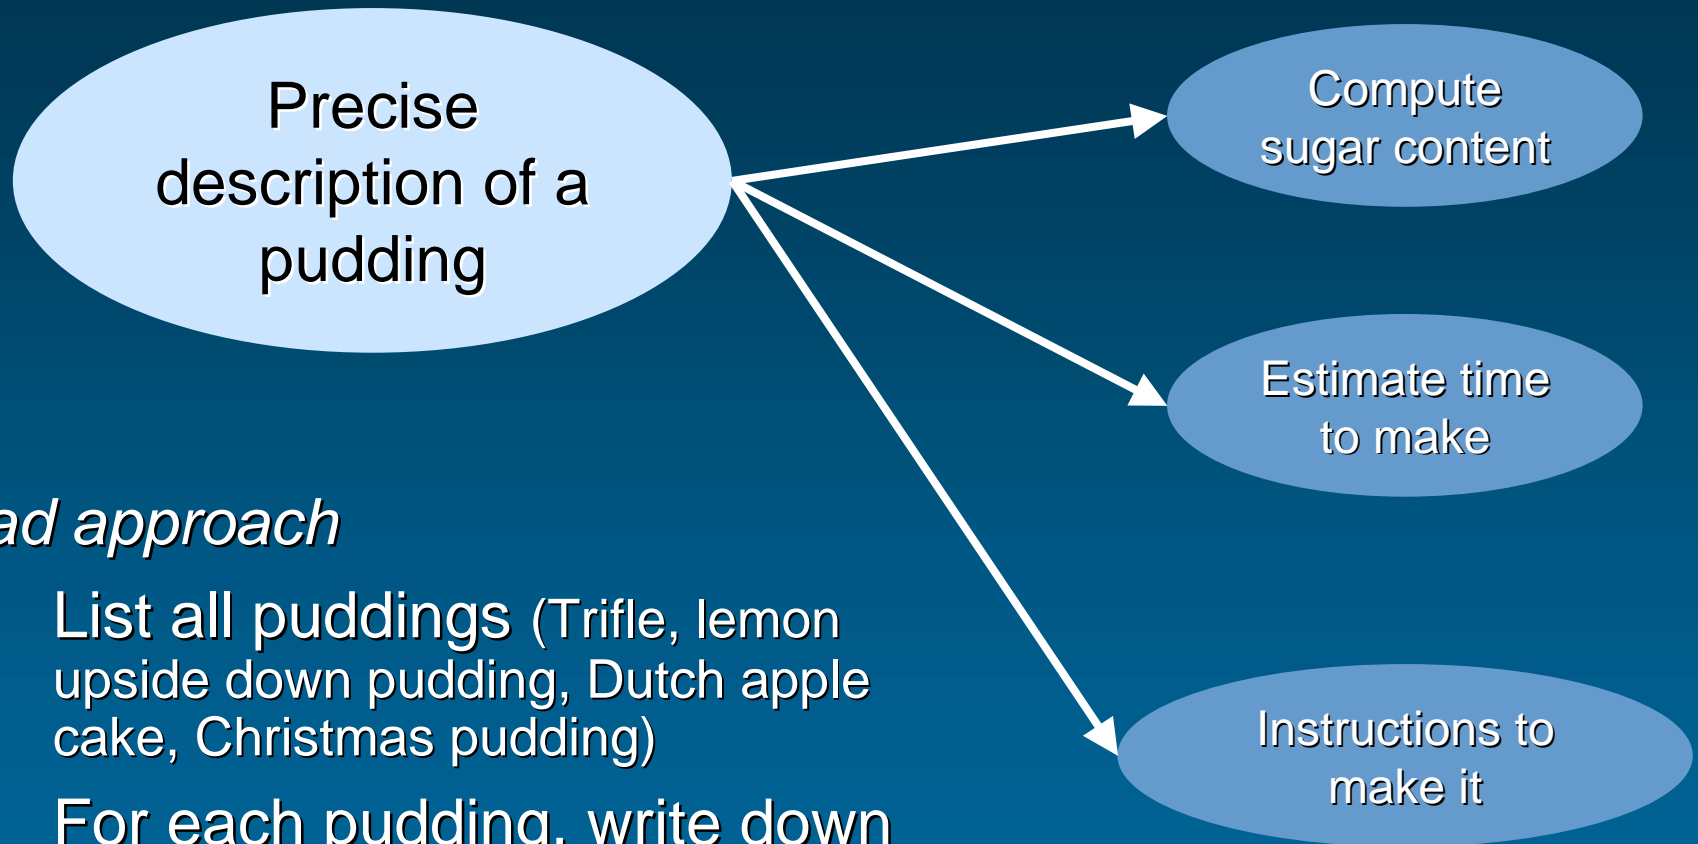 Precise
description of a
pudding
Compute
sugar content
Estimate time
to make
Instructions to
make it
ad approach
List all puddings (Trifle, lemon
upside down pudding, Dutch apple
cake, Christmas pudding)
For each pudding, write down